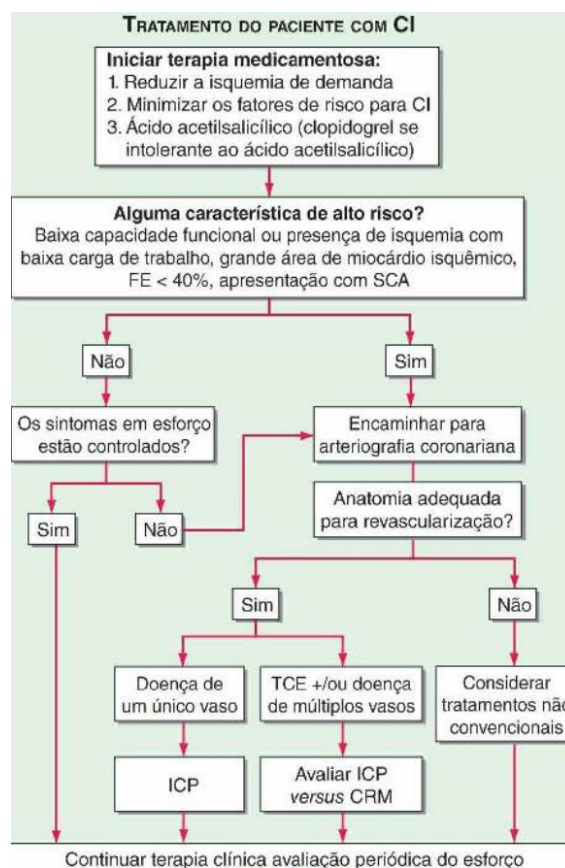 TRATAMENTO DO PACIENTE COM CI
Iniciar terapia medicamentosa:
1. Reduzir a isquemia de demanda
2. Minimizar os fatores de risco para CI
3. Ácido acetilsalicílico (clopidogrel se
intolerante ao ácido acetilsalicílico)
Alguma característica de alto risco?
Baixa capacidade funcional ou presença de isquemia com
baixa carga de trabalho, grande área de miocárdio isquêmico,
FE < 40%, apresentação com SCA
Não
Sim
Os sintomas em esforço
estão controlados?
Encaminhar para
arteriografia coronariana
Sim
Não
Anatomia adequada
para revascularização?
Sim
Não
Doença de
um único vaso
TCE +/ou doença
de múltiplos vasos
Considerar
tratamentos não
convencionais
ICP
Avaliar ICP
versus CRM
Continuar terapia clínica avaliação periódica do esforço